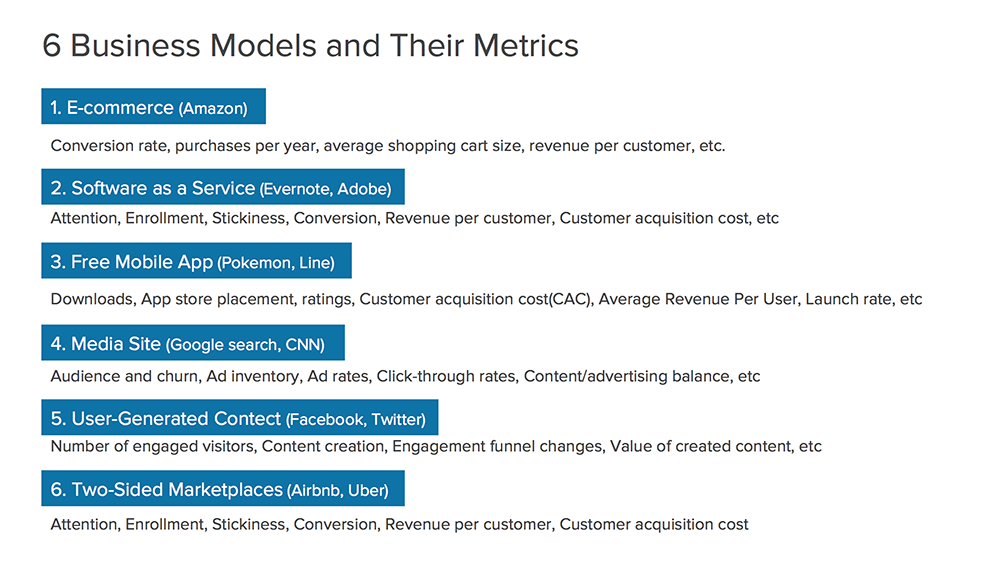 6 Business Models and Their Metrics
1. E-commerce (Amazon)
Conversion rate, purchases per year, average shopping cart size, revenue per customer, etc.
2. Software as a Service (Evernote, Adobe)
Attention, Enrollment, Stickiness, Conversion, Revenue per customer, Customer acquisition cost, etc
3. Free Mobile App (Pokemon, Line)
Downloads, App store placement, ratings, Customer acquisition cost(CAC), Average Revenue Per User, Launch rate, etc
4. Media Site (Google search, CNN)
Audience and churn, Ad inventory, Ad rates, Click-through rates, Content/advertising balance, etc
5. User-Generated Contect (Facebook, Twitter)
Number of engaged visitors, Content creation, Engagement funnel changes, Value of created content, etc
6. Two-Sided Marketplaces (Airbnb, Uber)
Attention, Enrollment, Stickiness, Conversion, Revenue per customer, Customer acquisition cost